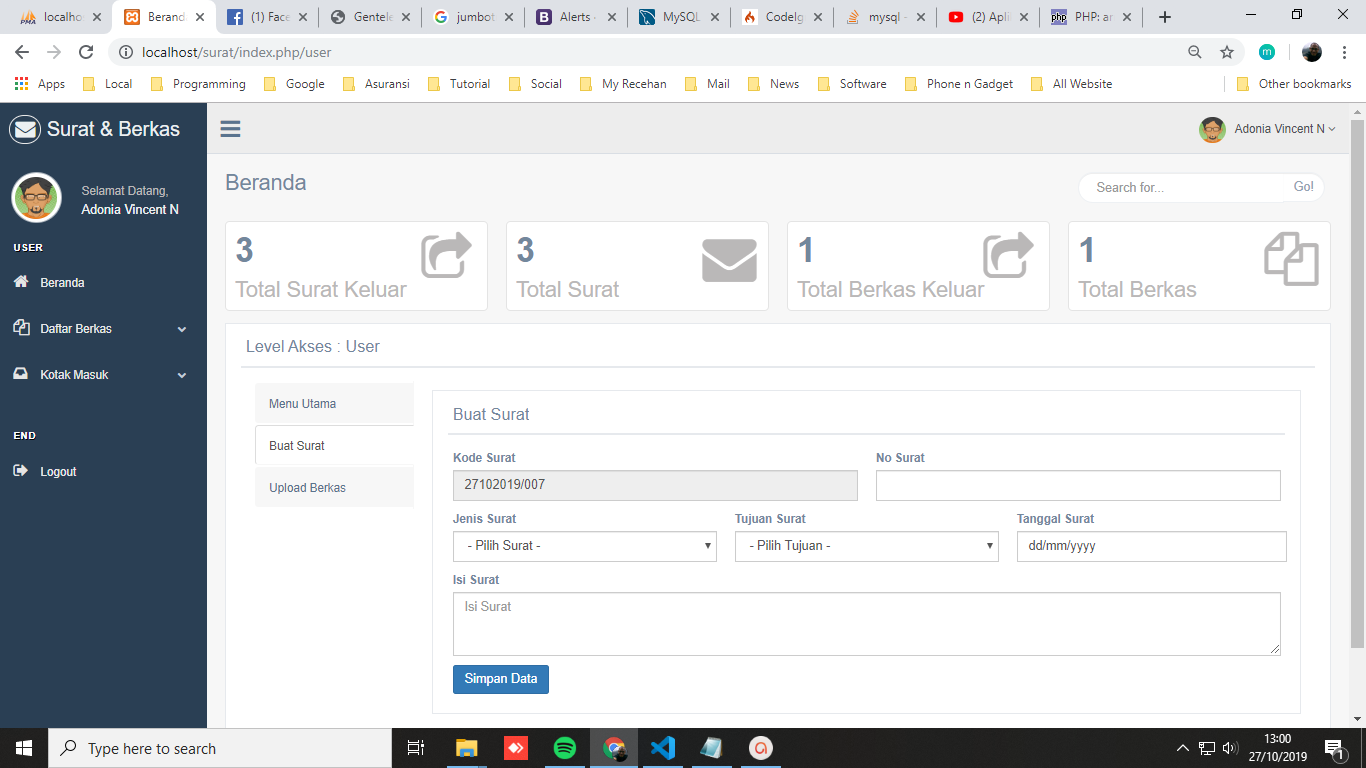 localho
Berand
(1) Face
Gentele
jumbot
Alerts -
MySQL
CodeIg
mysql -
(2) Apli
php PHP: ar
localhost/surat/index.php/user
m
Apps Local Programming Google Asuransi Tutorial Social My Recehan Mail News Software Phone n Gadget All Website Other bookmarks
Surat & Berkas
Adonia Vincent N
Selamat Datang,
Adonia Vincent N
USER
Beranda
Daftar Berkas
Kotak Masuk
END
Logout
Beranda
Search for... Go!
3
Total Surat Keluar
3
Total Surat
1
Total Berkas Keluar
1
Total Berkas
Level Akses : User
Menu Utama
Buat Surat
Upload Berkas
Buat Surat
Kode Surat No Surat
27102019/007
Jenis Surat Tujuan Surat Tanggal Surat
- Pilih Surat - - Pilih Tujuan - dd/mm/yyyy
Isi Surat
Isi Surat
Simpan Data
Type here to search
13:00
27/10/2019
1